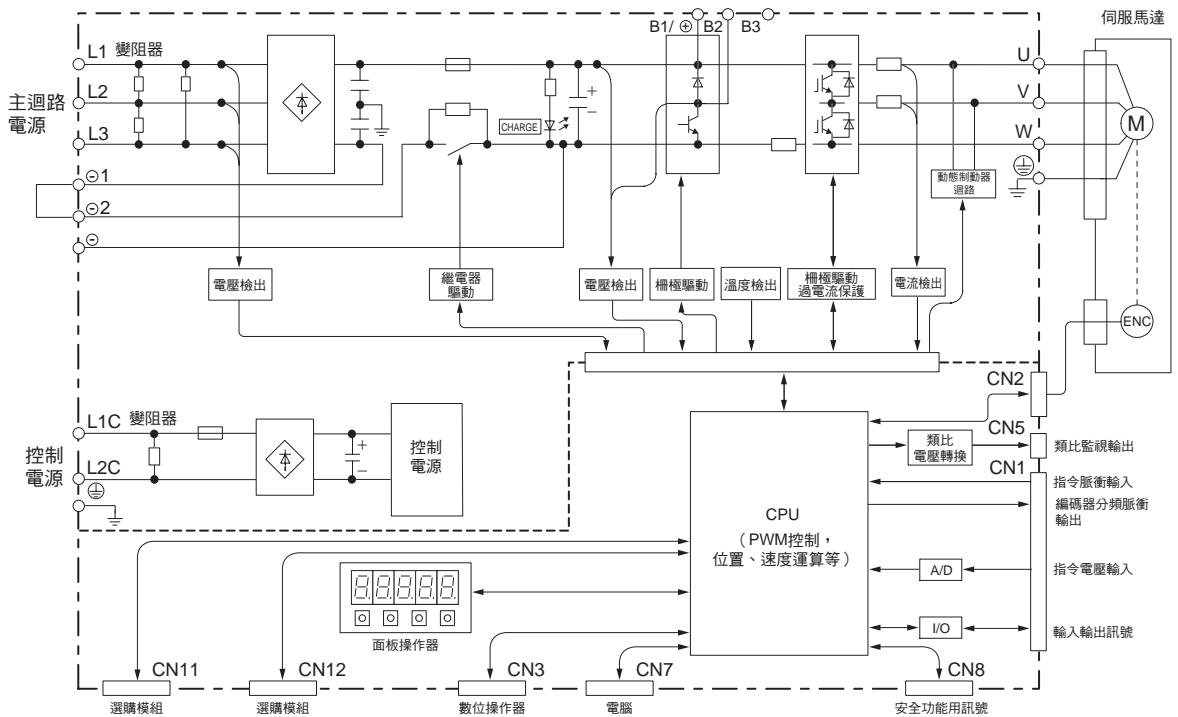 B1/⊕ B2 B3
伺服馬達
L1 變阻器
U
主迴路
電源
L2
V
CHARGE
+
−
L3
W
M
⊖1
動態制動器
迴路
⊖2
⊖
電壓檢出
繼電器
驅動
電壓檢出
柵極驅動
溫度檢出
柵極驅動
過電流保護
電流檢出
ENC
CN2
L1C 變阻器
控制
電源
L2C
+
−
控制
電源
類比
電壓轉換
CN5
類比監視輸出
CN1
指令脈衝輸入
編碼器分頻脈衝
輸出
CPU
（PWM控制，
位置、速度運算等）
A/D
指令電壓輸入
88888
I/O
輸入輸出訊號
面板操作器
CN11
CN12
CN3
CN7
CN8
選購模組
選購模組
數位操作器
電腦
安全功能用訊號